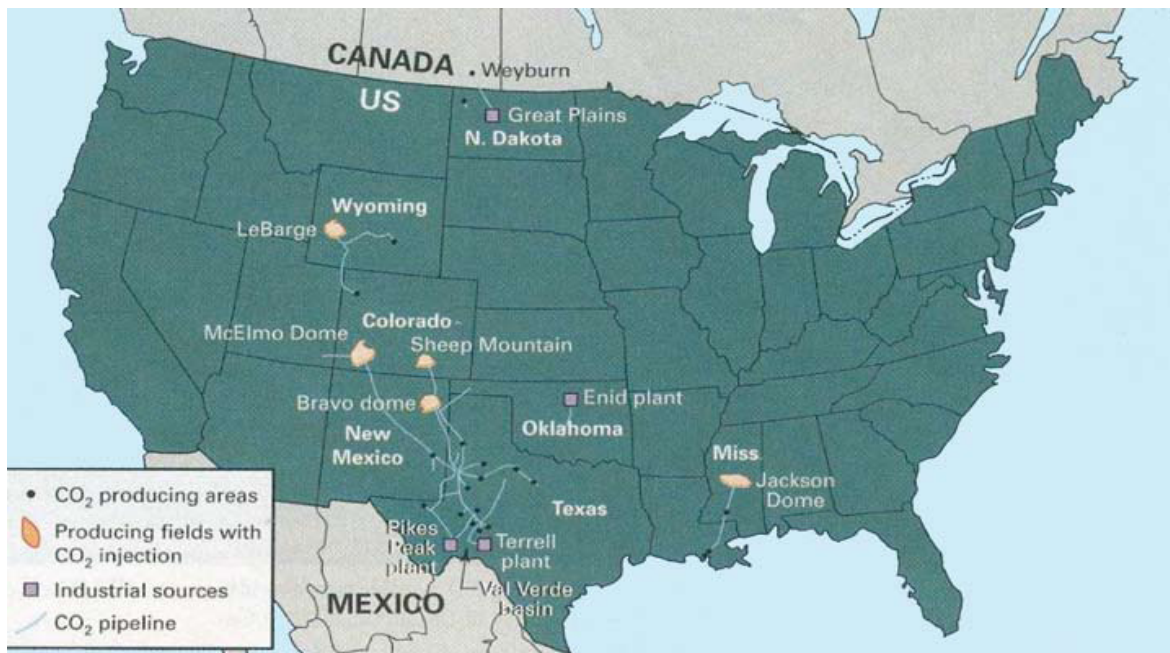 CANADA
Weyburn
US
Great Plains
N. Dakota
Wyoming
LeBarge
McElmo Dome
Colorado
Sheep Mountain
Bravo dome
Enid plant
Oklahoma
New
Mexico
Miss
Jackson
Dome
Texas
Pikes
Peak
plant
Terrell
plant
Val Verde
basin
MEXICO
CO₂ producing areas
Producing fields with
CO₂ injection
Industrial sources
CO₂ pipeline